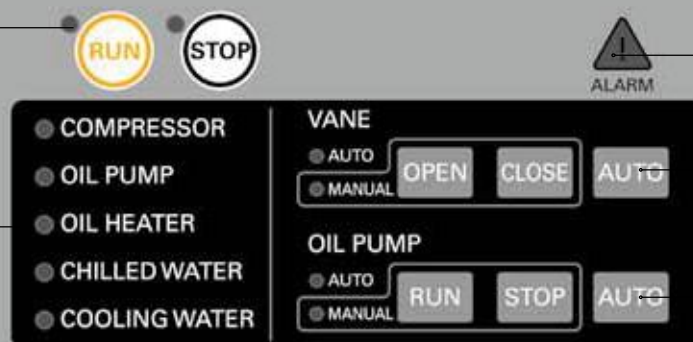 RUN STOP
!
ALARM
COMPRESSOR
OIL PUMP
OIL HEATER
CHILLED WATER
COOLING WATER
VANE
AUTO
MANUAL
OPEN CLOSE AUTO
OIL PUMP
AUTO
MANUAL
RUN STOP AUTO